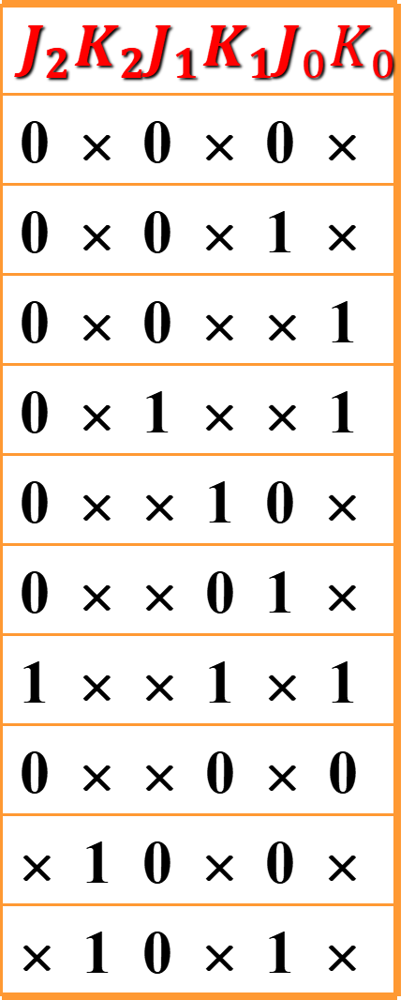 J₂K₂J₁K₁J₀K₀
0 × 0 × 0 ×
0 × 0 × 1 ×
0 × 0 × × 1
0 × 1 × × 1
0 × × 1 0 ×
0 × × 0 1 ×
1 × × 1 × 1
0 × × 0 × 0
× 1 0 × 0 ×
× 1 0 × 1 ×